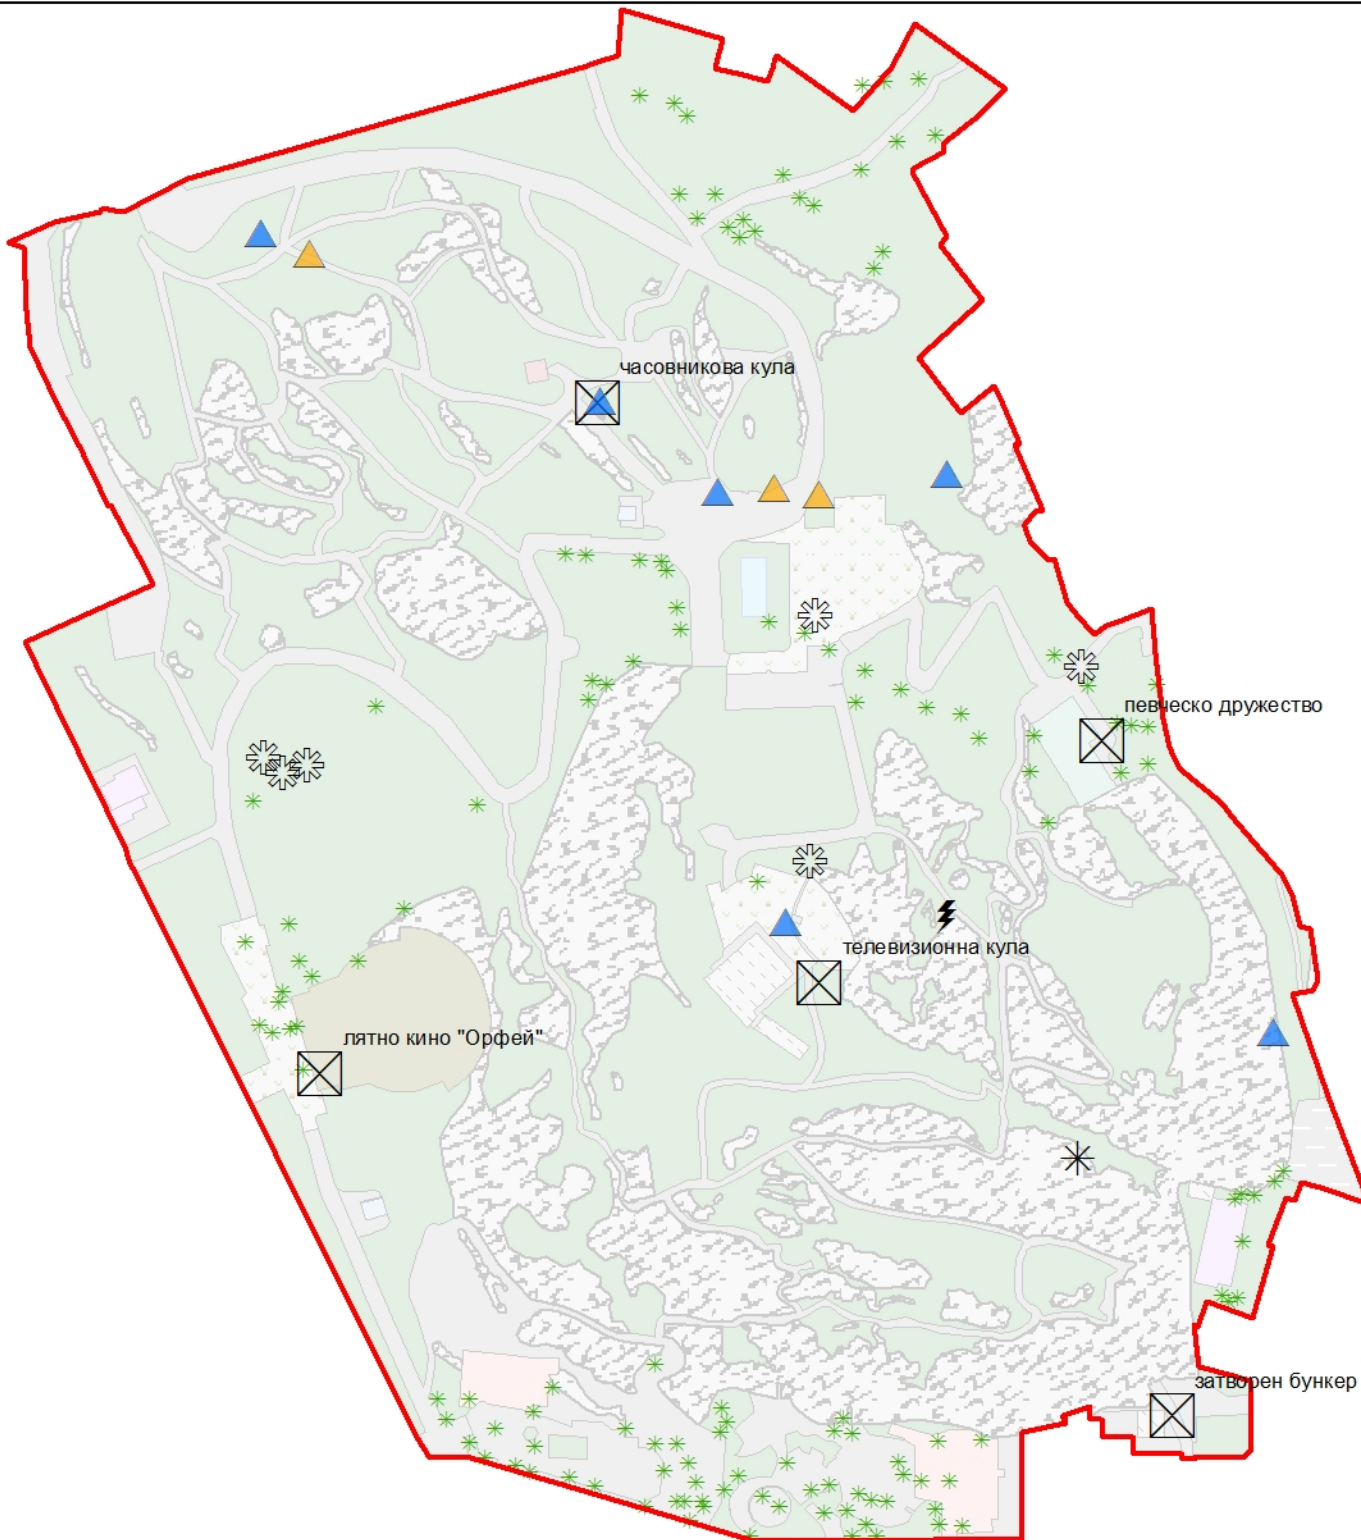 часовникова кула
певческо дружество
телевизионна кула
лятно кино "Орфей"
затворен бункер